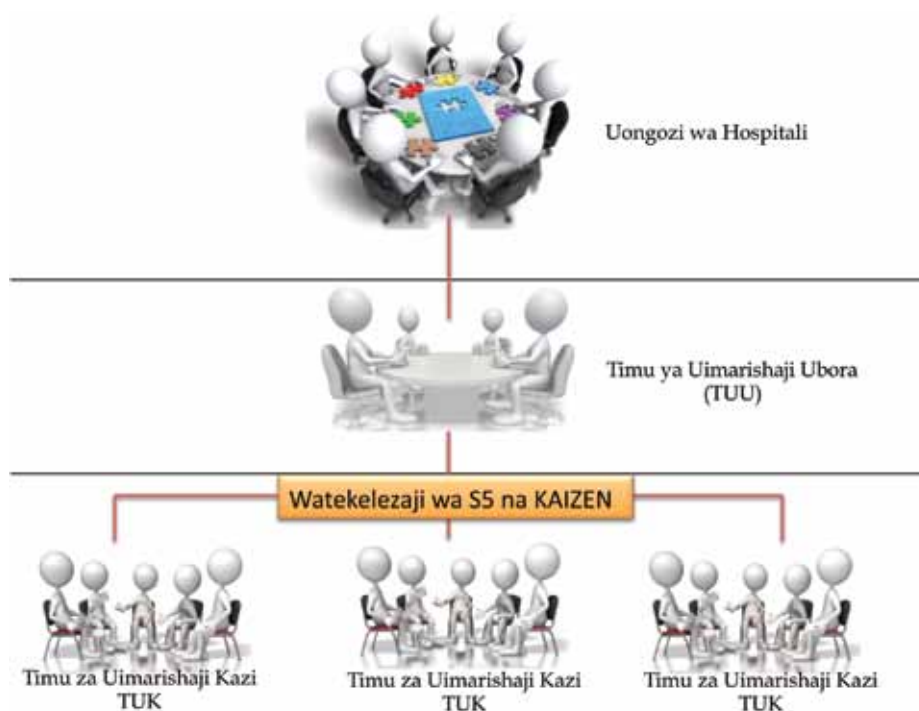 Uongozi wa Hospitali
Timu ya Uimarishaji Ubora
(TUU)
Watekelezaji wa S5 na KAIZEN
Timu za Uimarishaji Kazi
TUK
Timu za Uimarishaji Kazi
TUK
Timu za Uimarishaji Kazi
TUK